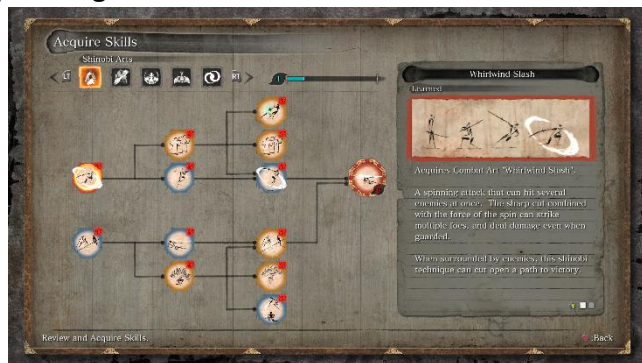 Acquire Skills
Shinobi Arts
LT
RT
1
Whirlwind Slash
Learned
Acquires Combat Art "Whirlwind Slash".
A spinning attack that can hit several
enemies at once. The sharp cut combined
with the force of the spin can strike
multiple foes, and deal damage even when
guarded.
When surrounded by enemies, this shinobi
technique can cut open a path to victory.
Review and Acquire Skills.
:Back